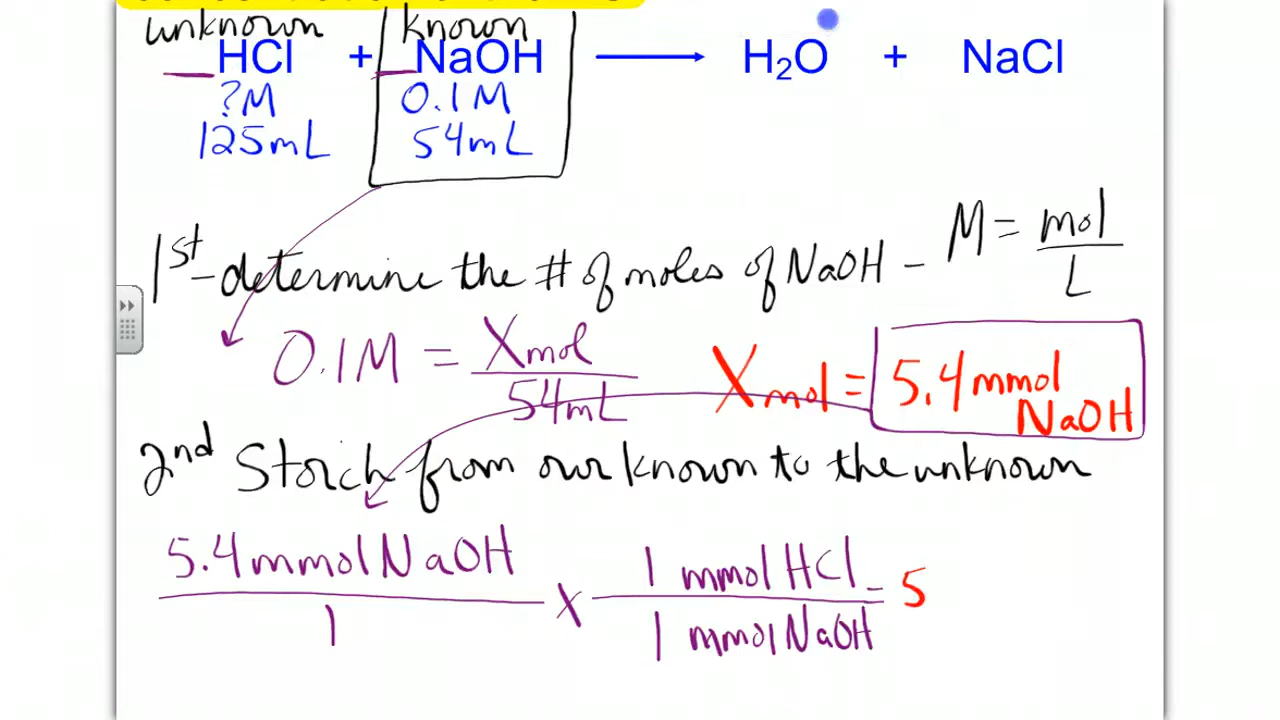 unknown known
HCl + NaOH → H₂O + NaCl
?M 0.1M
125mL 54mL
1st - determine the # of moles of NaOH - M = mol/L
0.1M = Xmol/54mL Xmol = 5.4mmol NaOH
2nd Stoich from our known to the unknown
5.4mmol NaOH/1 x 1 mmol HCl/1 mmol NaOH = 5